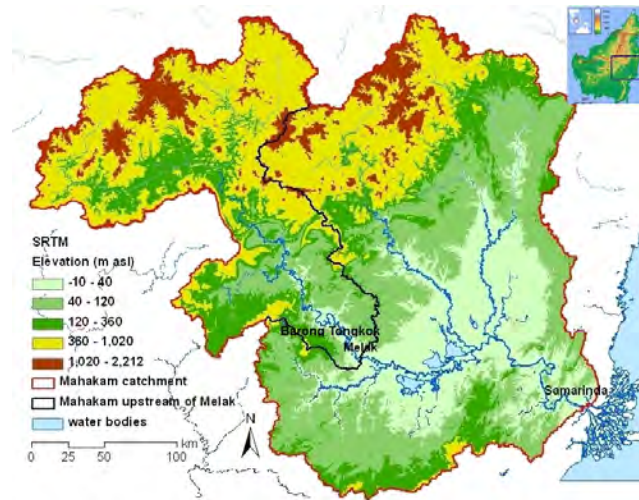 SRTM
Elevation (m asl)
-10 - 40
40 - 120
120 - 360
360 - 1,020
1,020 - 2,212
Mahakam catchment
Mahakam upstream of Melak
water bodies
0 25 50 100 km
N
Barong Tongkok
Melak
Samarinda